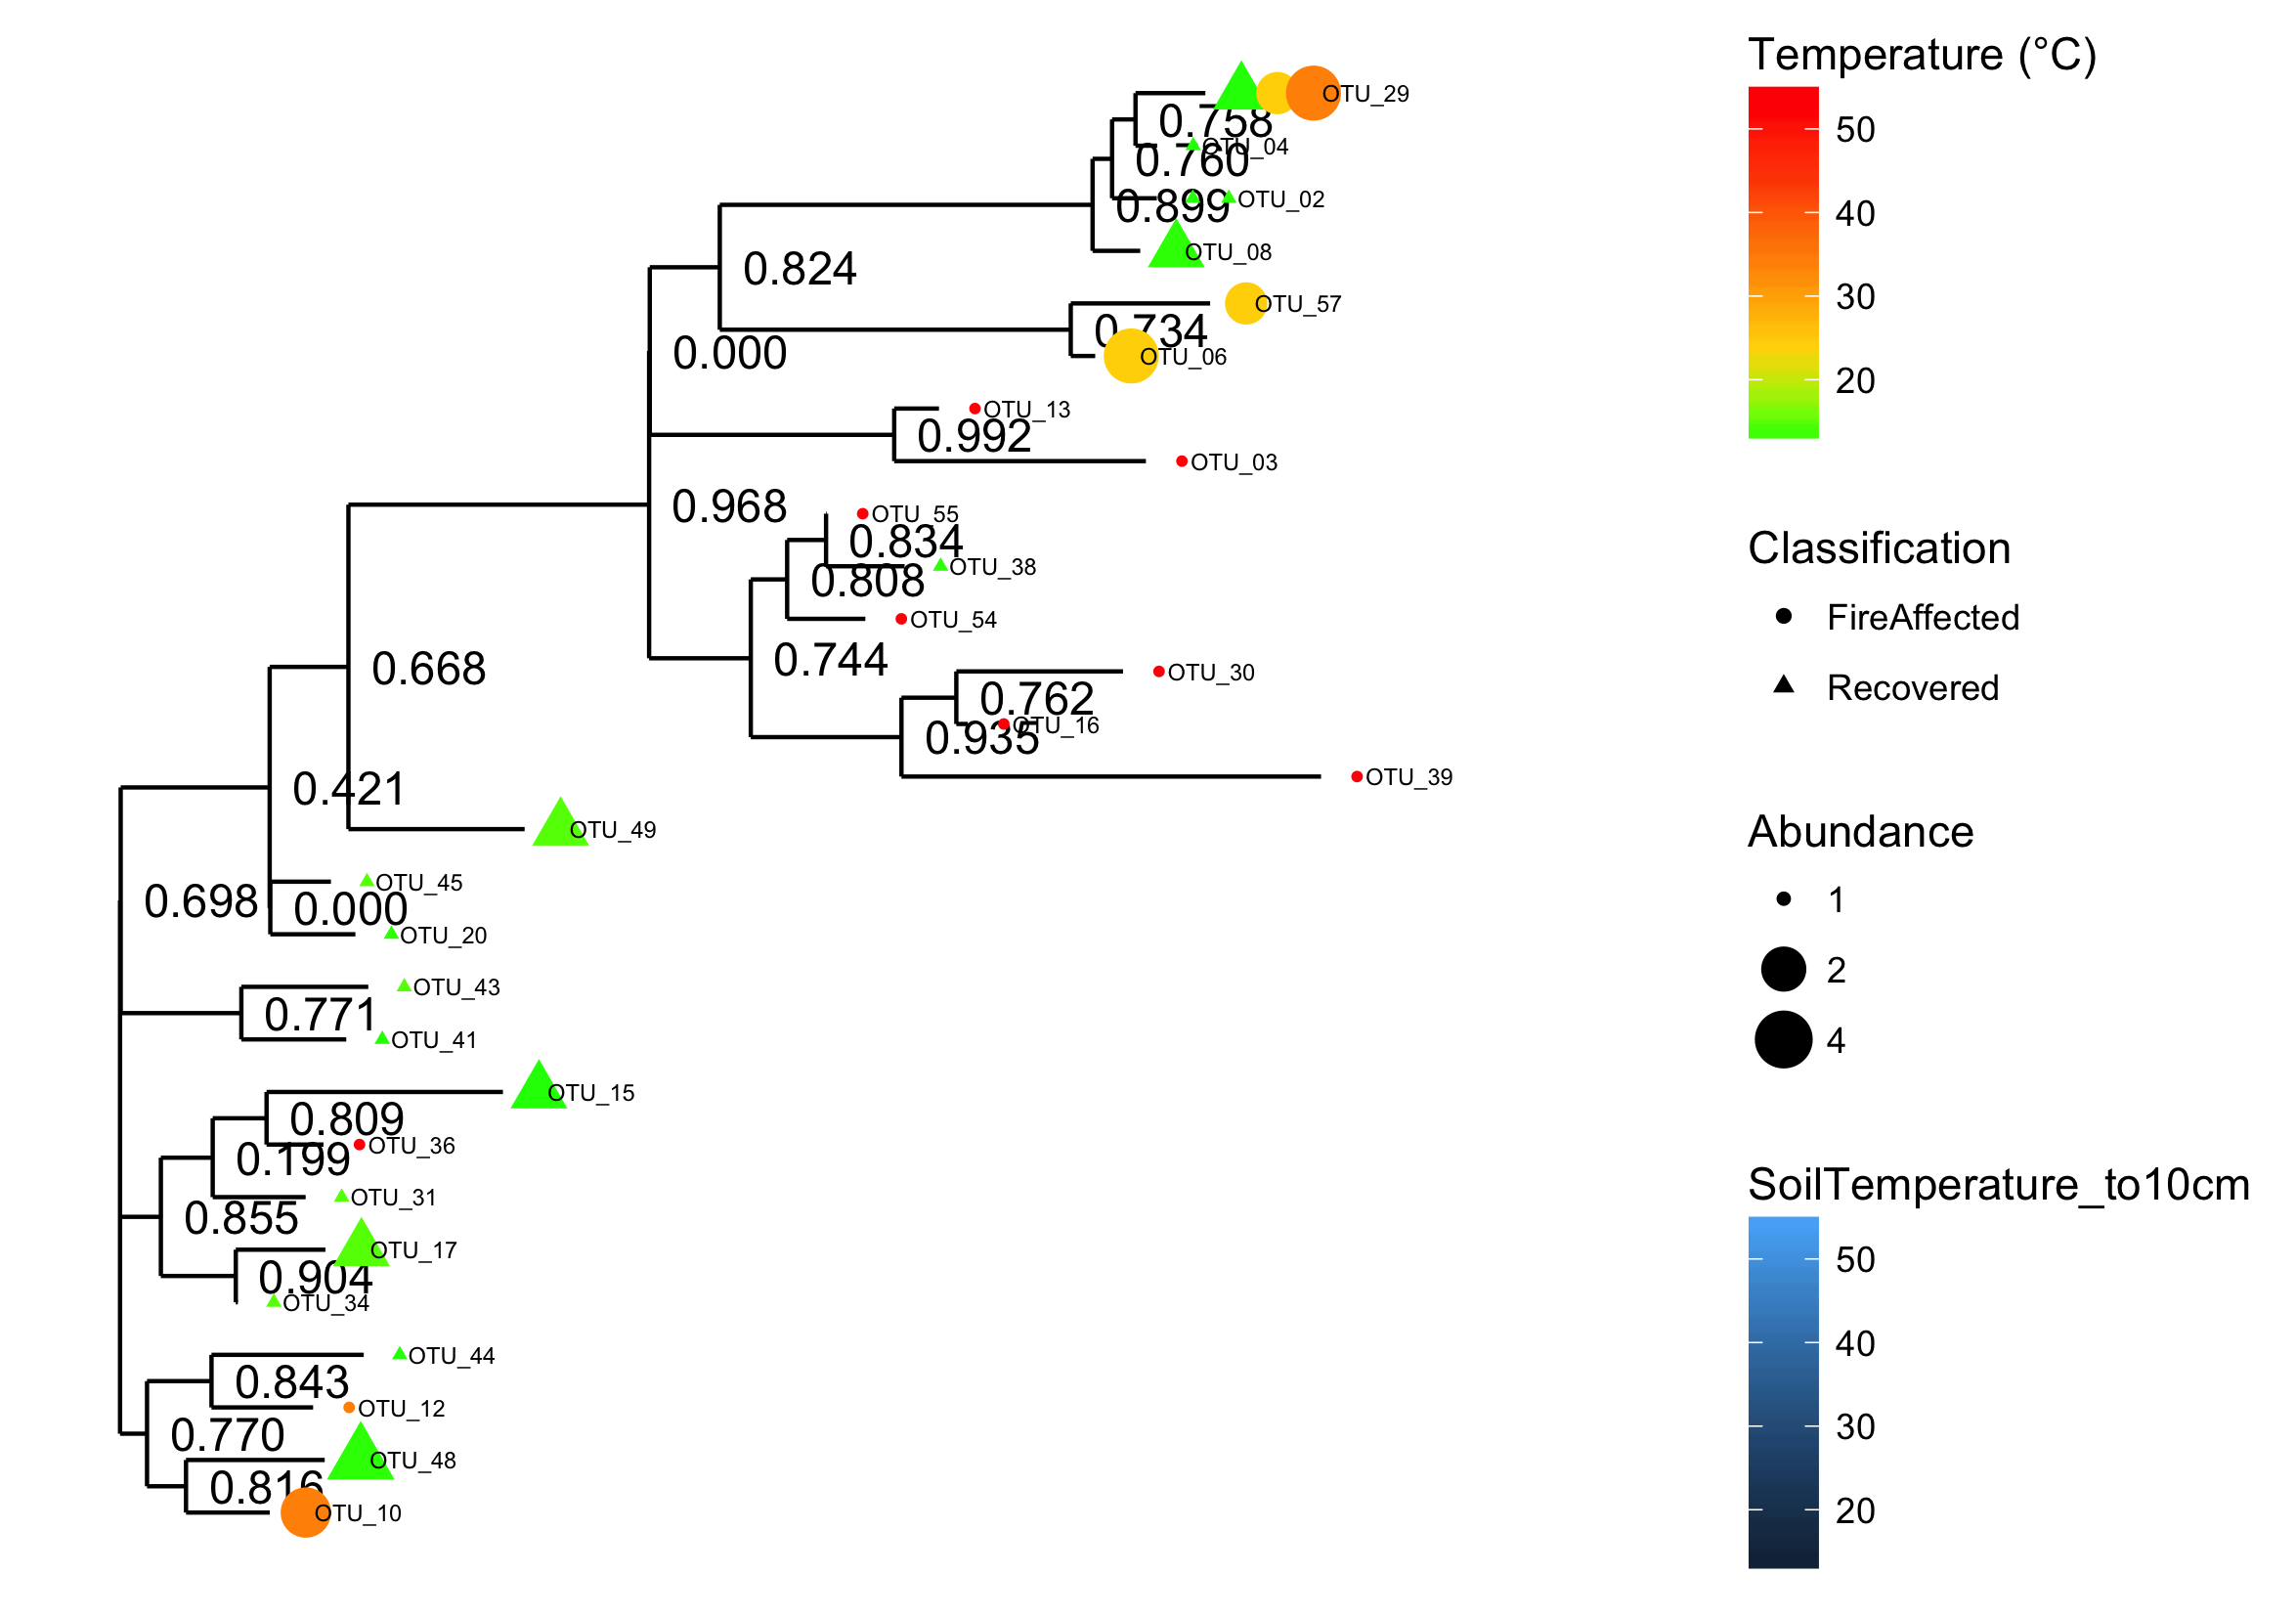 OTU_29
0.758
OTU_04
0.760
OTU_02
0.899
OTU_08
0.824
OTU_57
0.734
0.000
OTU_06
OTU_13
0.992
OTU_03
0.968
OTU_55
0.834
OTU_38
0.808
OTU_54
0.744
0.668
OTU_30
0.762
OTU_16
0.935
OTU_39
0.421
OTU_49
OTU_45
0.698
0.000
OTU_20
OTU_43
0.771
OTU_41
OTU_15
0.809
OTU_36
0.199
OTU_31
0.855
OTU_17
0.904
OTU_34
OTU_44
0.843
OTU_12
0.770
OTU_48
0.816
OTU_10
Temperature (°C)
50
40
30
20
Classification
FireAffected
Recovered
Abundance
1
2
4
SoilTemperature_to10cm
50
40
30
20